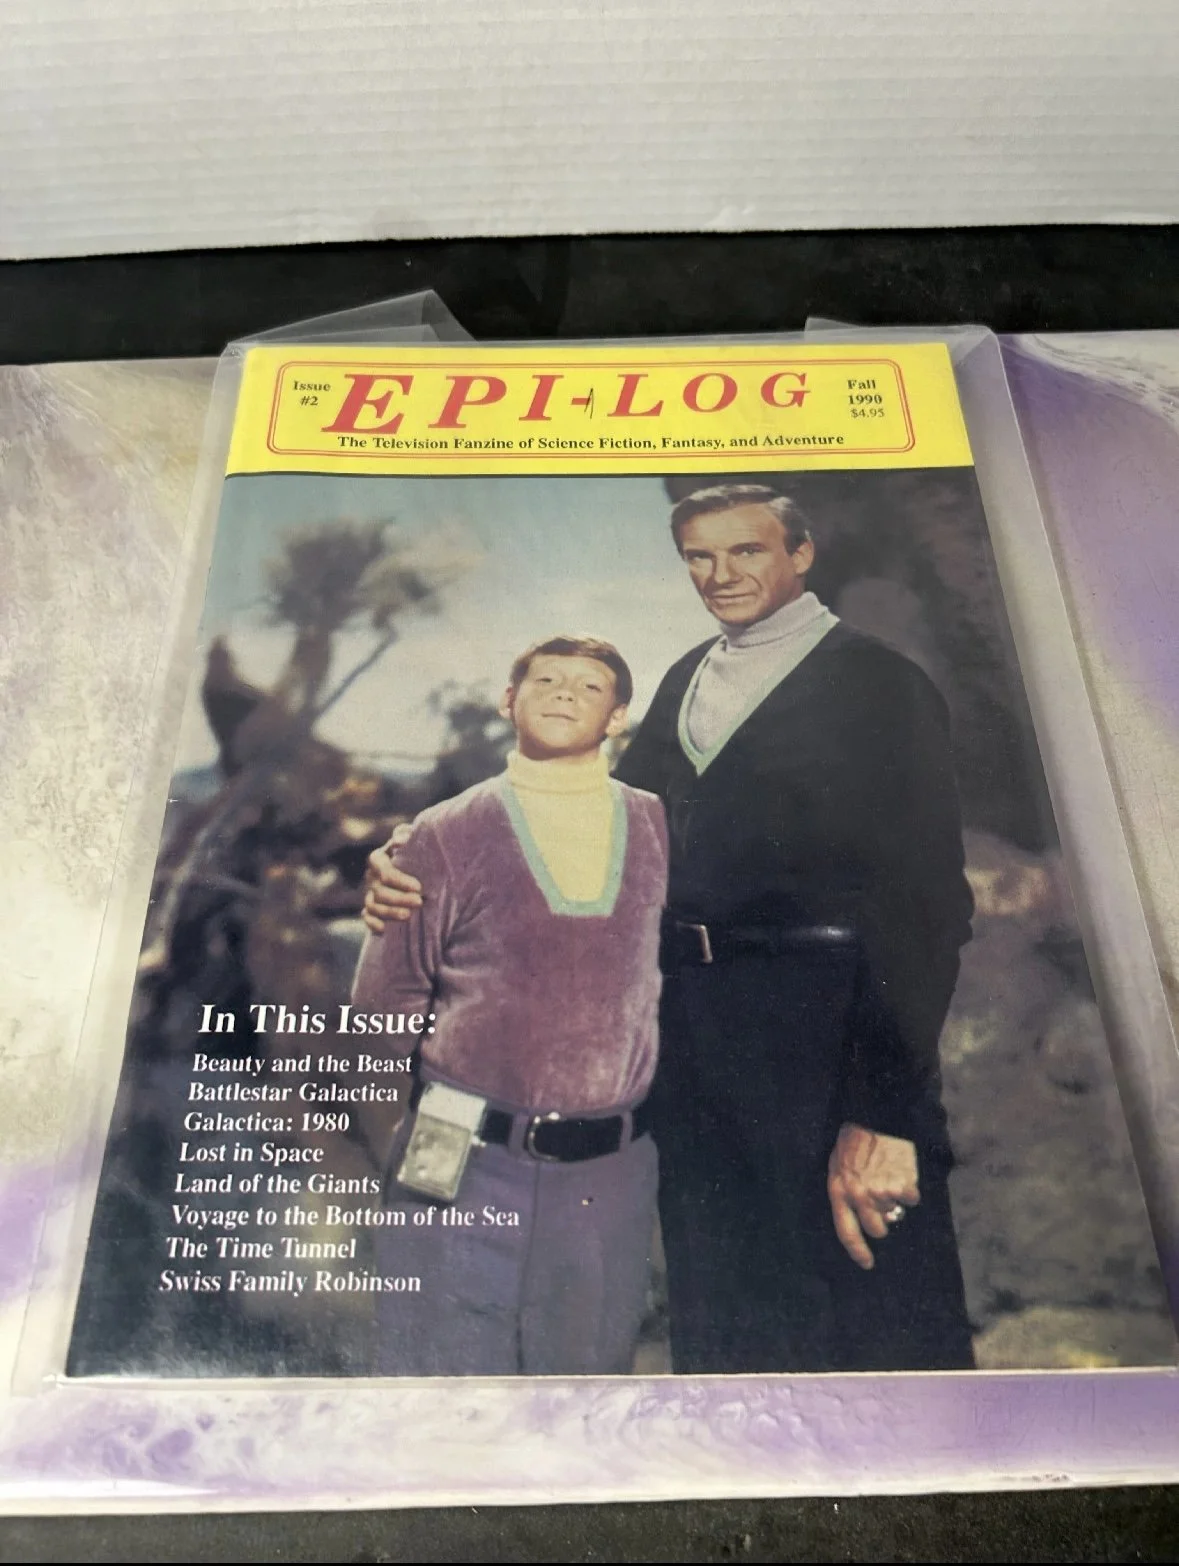 Issue
#2
EPI-LOG
Fall
1990
$4.95
The Television Fanzine of Science Fiction, Fantasy, and Adventure
In This Issue:
Beauty and the Beast
Battlestar Galactica
Galactica: 1980
Lost in Space
Land of the Giants
Voyage to the Bottom of the Sea
The Time Tunnel
Swiss Family Robinson